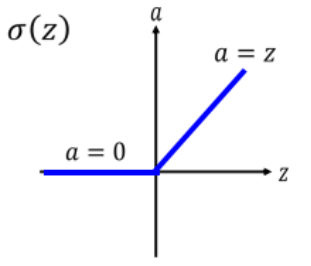 σ(z)
a
a = z
a = 0
z